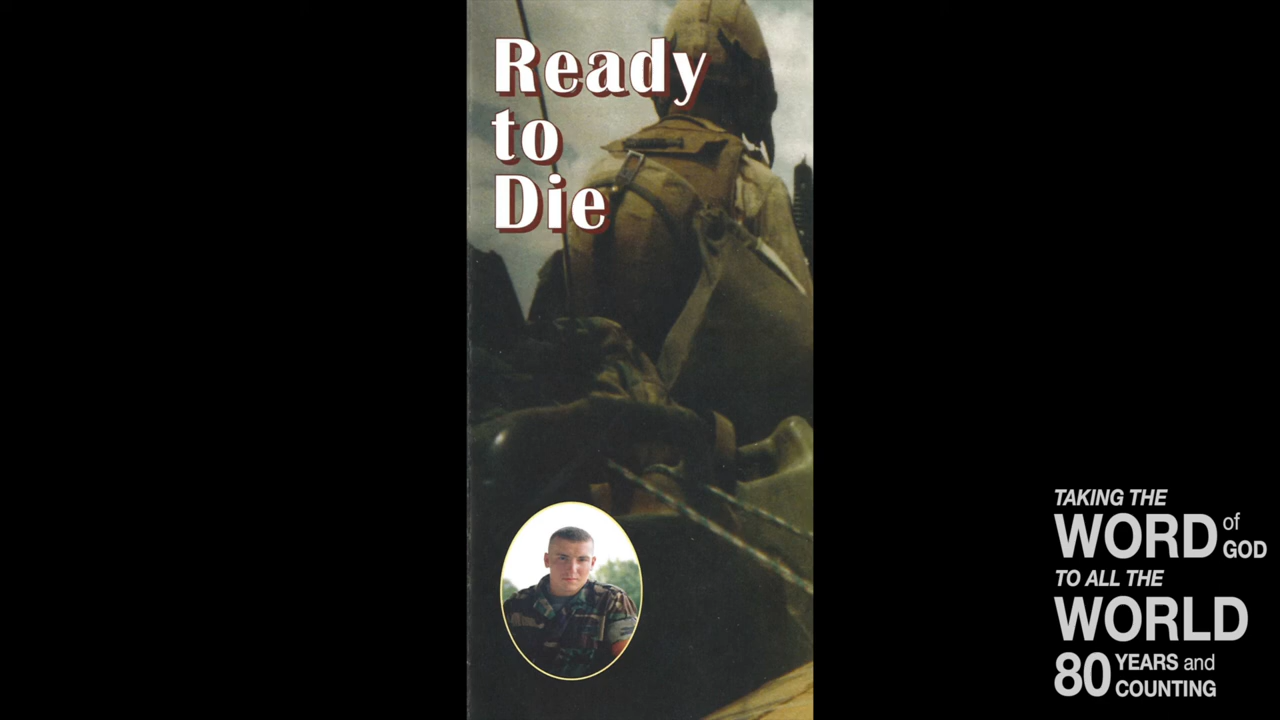 Ready
to
Die
TAKING THE
WORD of GOD
TO ALL THE
WORLD
80 YEARS and
COUNTING